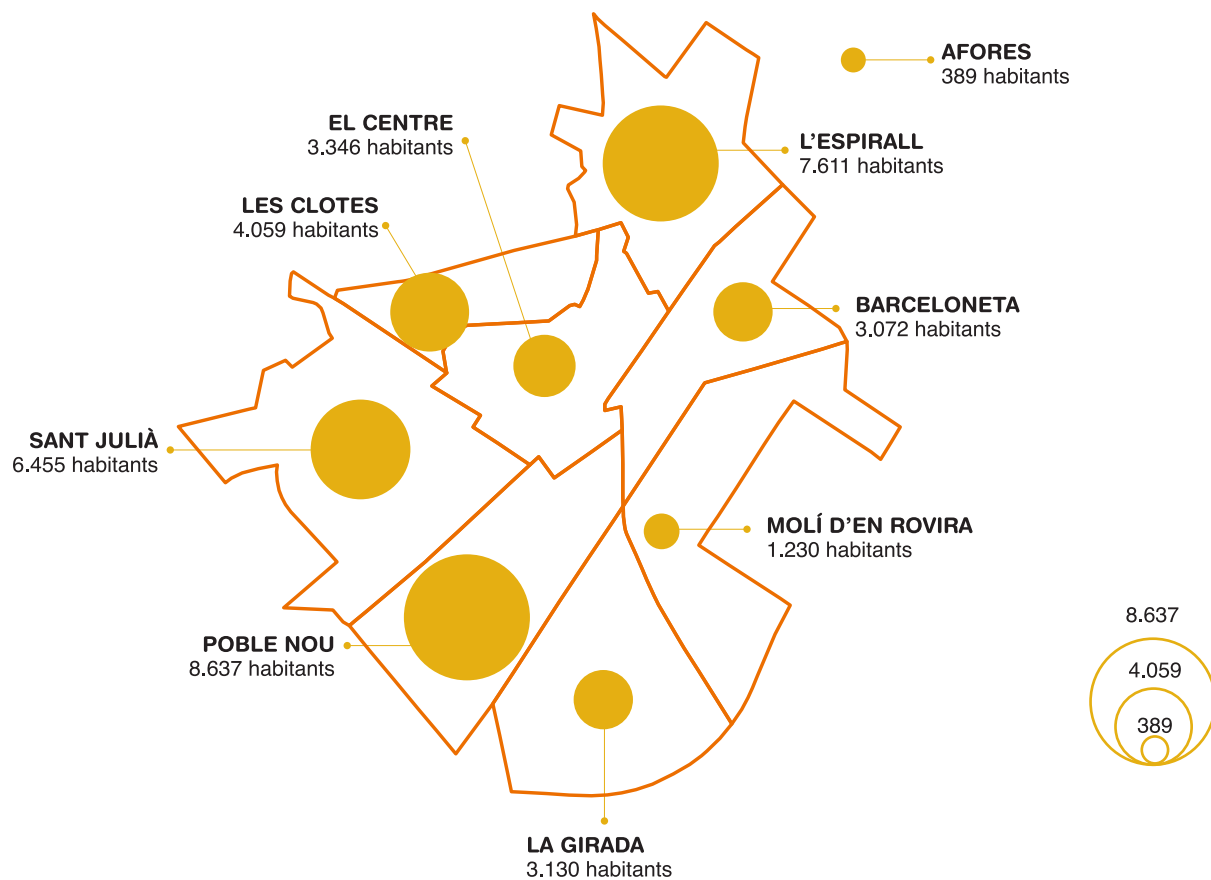 AFORES
389 habitants
EL CENTRE
3.346 habitants
L'ESPIRALL
7.611 habitants
LES CLOTES
4.059 habitants
BARCELONETA
3.072 habitants
SANT JULIÀ
6.455 habitants
MOLÍ D'EN ROVIRA
1.230 habitants
POBLE NOU
8.637 habitants
LA GIRADA
3.130 habitants
8.637
4.059
389